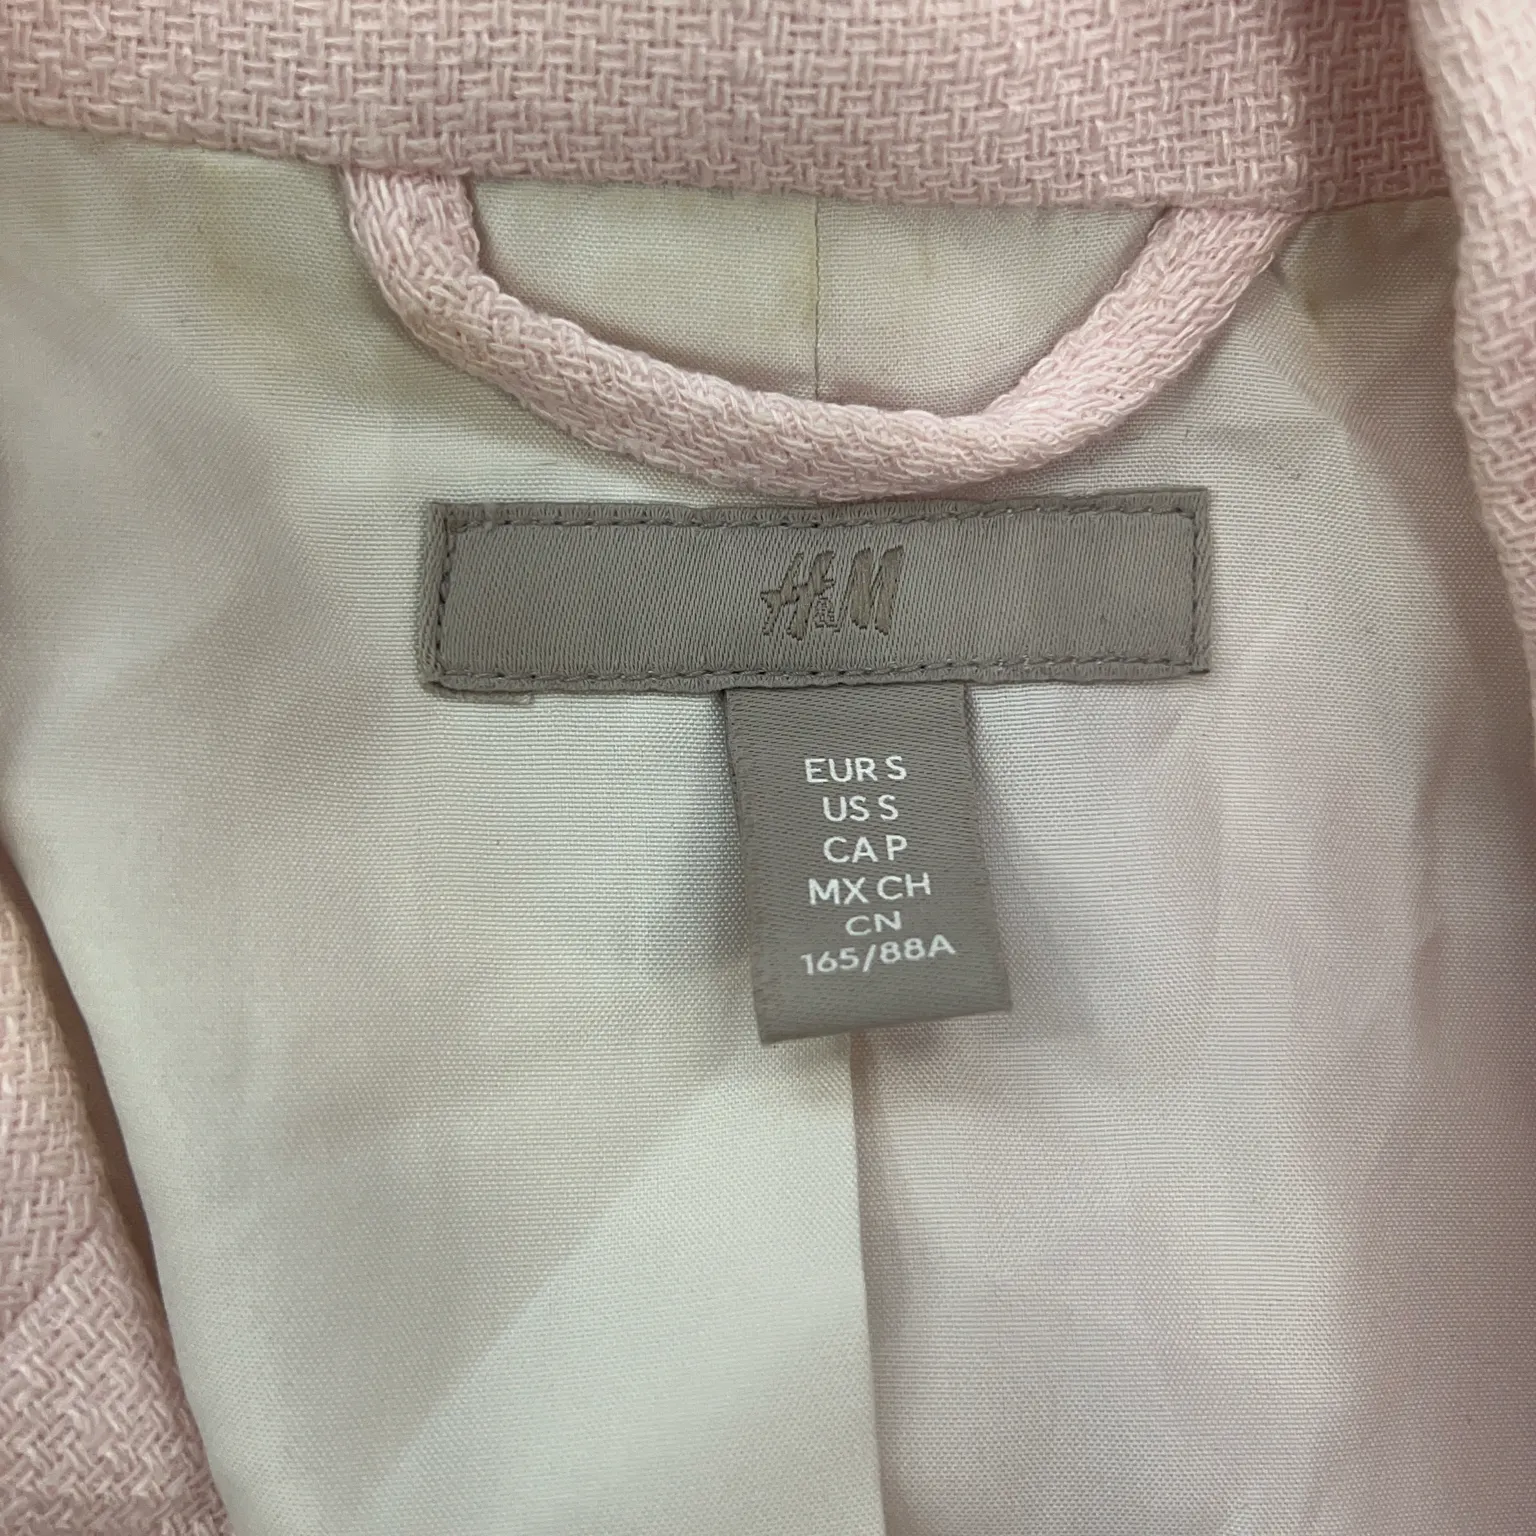 H&M
EUR S
US S
CA P
MX CH
CN
165/88A